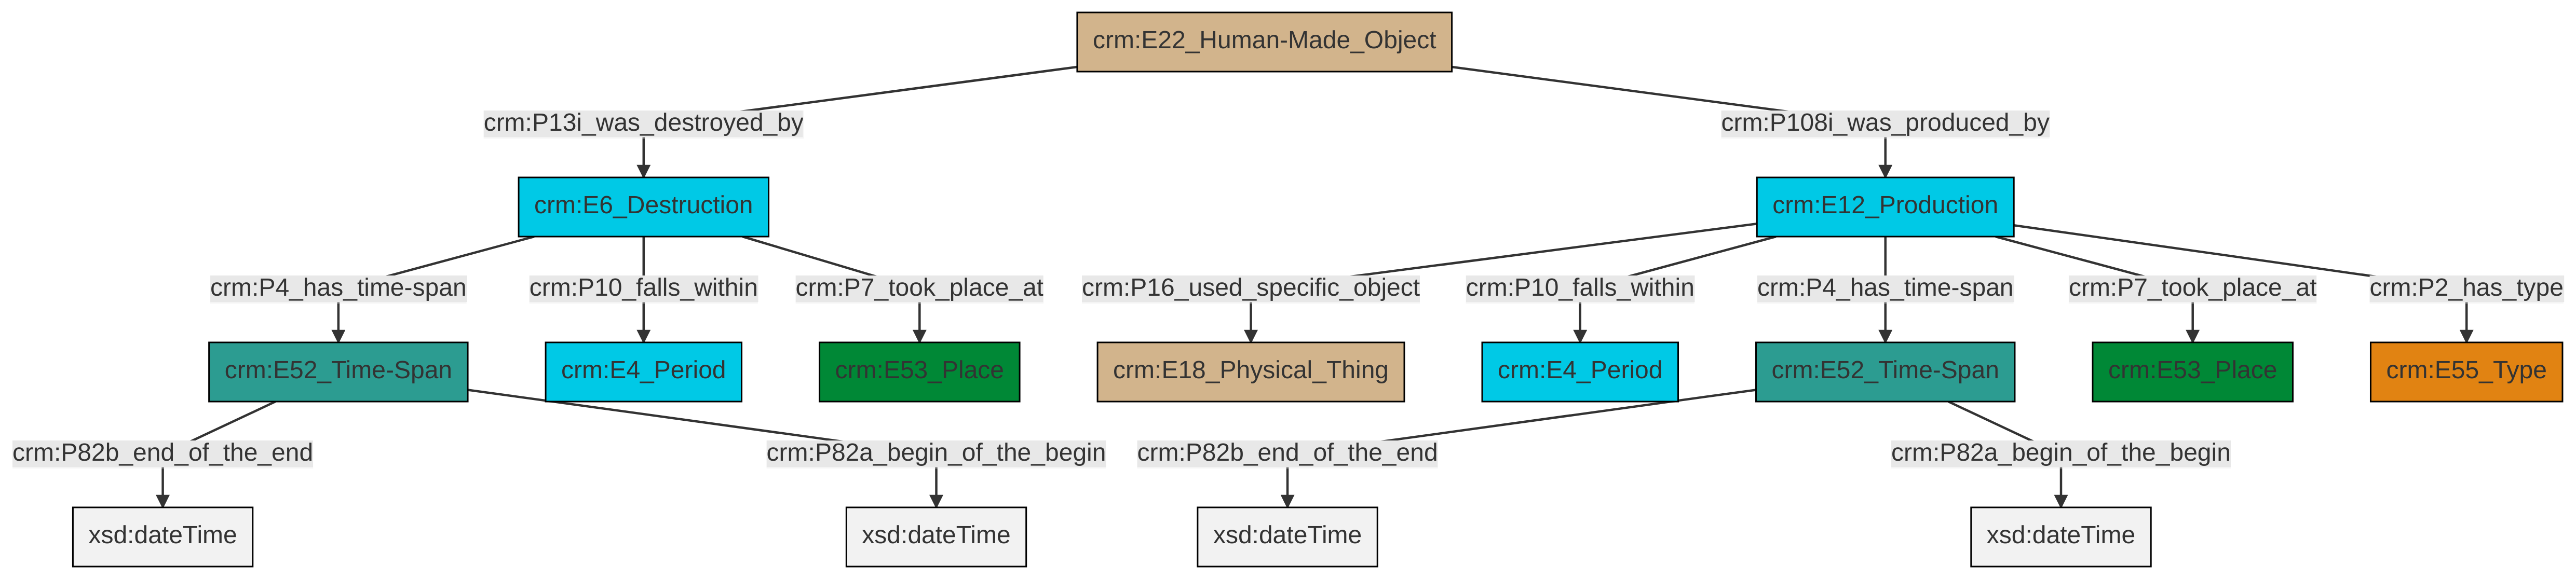 crm:E22_Human-Made_Object
crm:P13i_was_destroyed_by
crm:P108i_was_produced_by
crm:E6_Destruction
crm:E12_Production
crm:P4_has_time-span
crm:P10_falls_within
crm:P7_took_place_at
crm:P16_used_specific_object
crm:P10_falls_within
crm:P4_has_time-span
crm:P7_took_place_at
crm:P2_has_type
crm:E52_Time-Span
crm:E4_Period
crm:E53_Place
crm:E18_Physical_Thing
crm:E4_Period
crm:E52_Time-Span
crm:E53_Place
crm:E55_Type
crm:P82b_end_of_the_end
crm:P82a_begin_of_the_begin
crm:P82b_end_of_the_end
crm:P82a_begin_of_the_begin
xsd:dateTime
xsd:dateTime
xsd:dateTime
xsd:dateTime